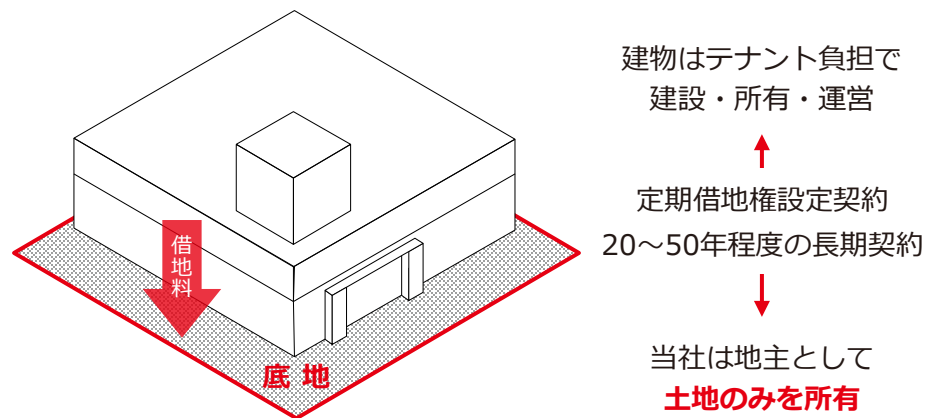 借地料
底 地
建物はテナント負担で
建設・所有・運営
定期借地権設定契約
20～50年程度の長期契約
当社は地主として
土地のみを所有